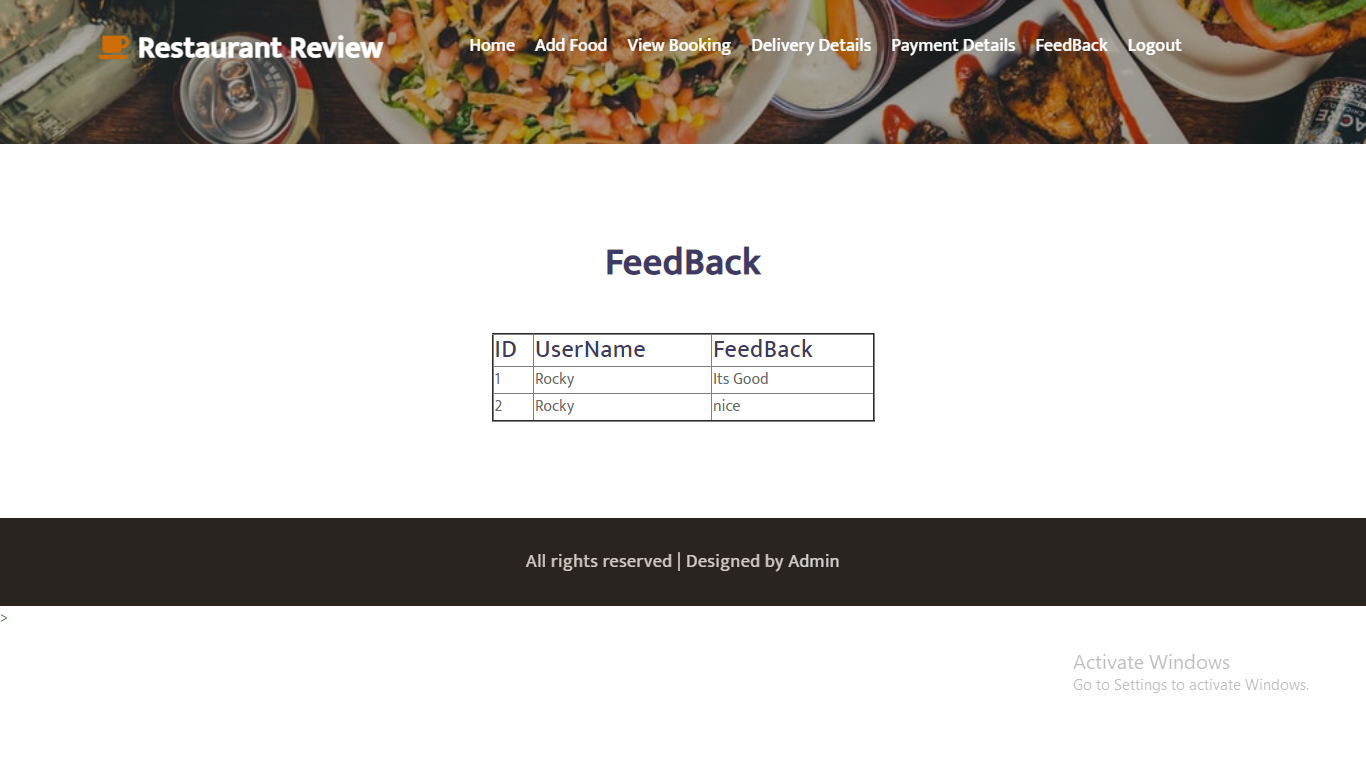 Restaurant Review
Home Add Food View Booking Delivery Details Payment Details FeedBack Logout
FeedBack
ID UserName FeedBack
1 Rocky Its Good
2 Rocky nice
All rights reserved | Designed by Admin
>
Activate Windows
Go to Settings to activate Windows.